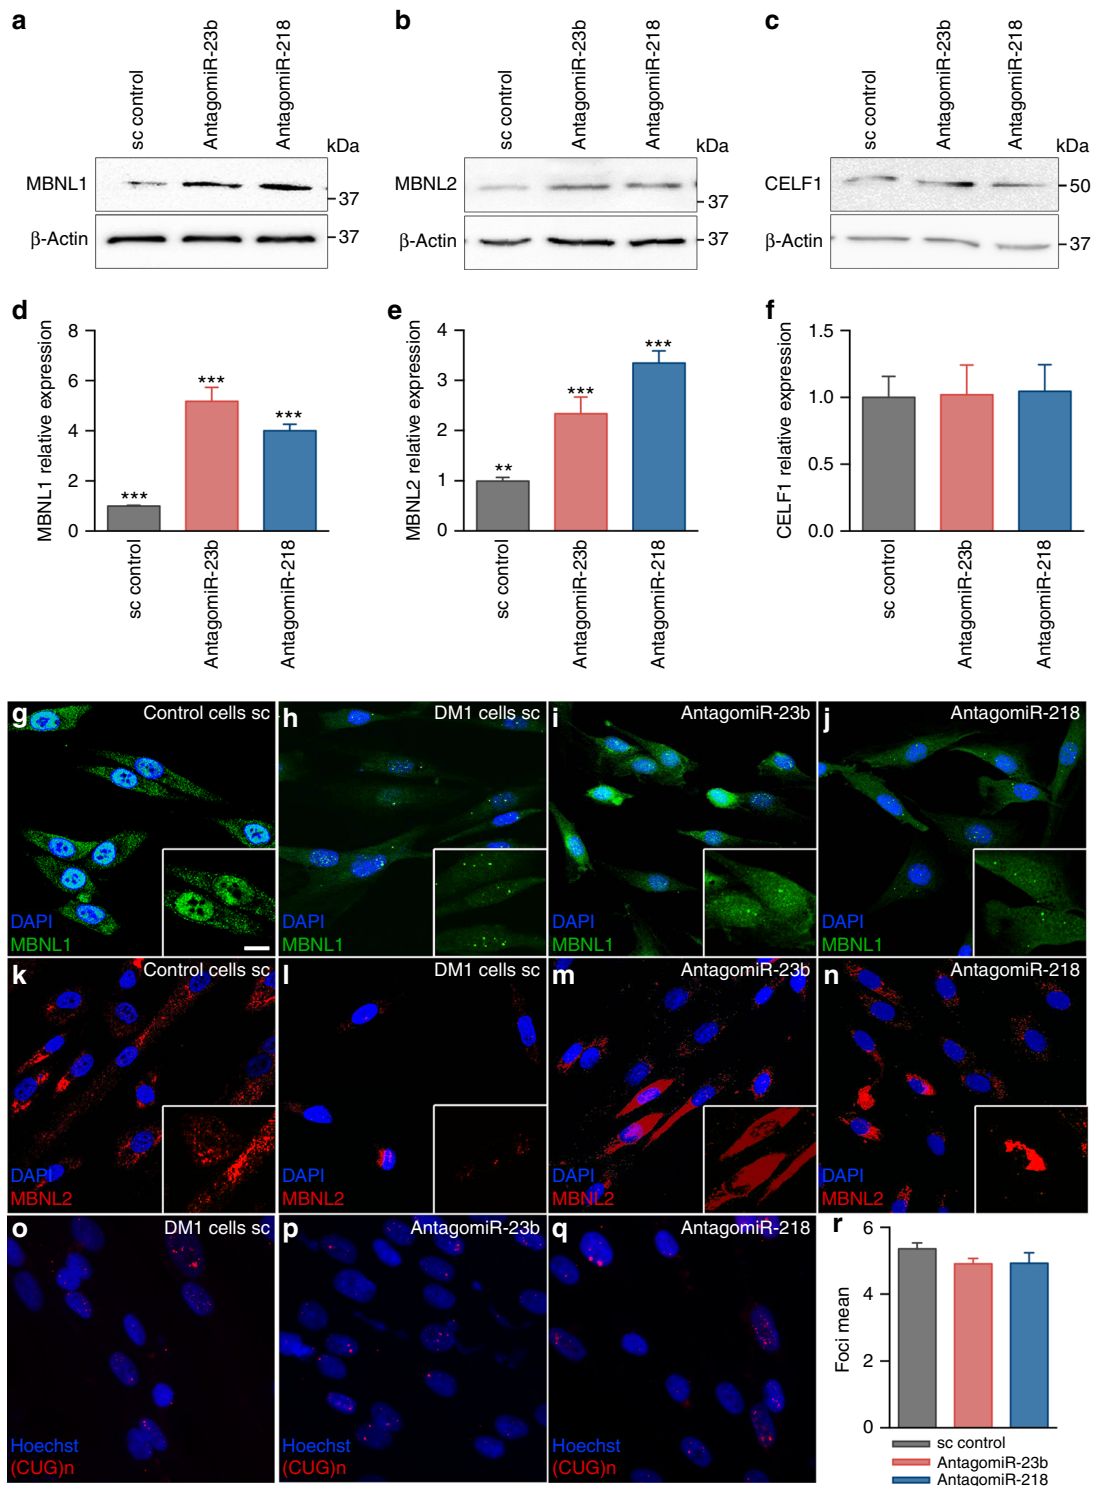 a
sc control
AntagomiR-23b
AntagomiR-218
kDa
MBNL1
37
β-Actin
37
b
sc control
AntagomiR-23b
AntagomiR-218
kDa
MBNL2
37
β-Actin
37
c
sc control
AntagomiR-23b
AntagomiR-218
kDa
CELF1
50
β-Actin
37
d
MBNL1 relative expression
8
6
4
2
0
***
***
***
sc control
AntagomiR-23b
AntagomiR-218
e
MBNL2 relative expression
4
3
2
1
0
**
***
***
sc control
AntagomiR-23b
AntagomiR-218
f
CELF1 relative expression
1.5
1.0
0.5
0.0
sc control
AntagomiR-23b
AntagomiR-218
g
Control cells sc
DAPI
MBNL1
h
DM1 cells sc
DAPI
MBNL1
i
AntagomiR-23b
DAPI
MBNL1
j
AntagomiR-218
DAPI
MBNL1
k
Control cells sc
DAPI
MBNL2
l
DM1 cells sc
DAPI
MBNL2
m
AntagomiR-23b
DAPI
MBNL2
n
AntagomiR-218
DAPI
MBNL2
o
DM1 cells sc
Hoechst
(CUG)n
p
AntagomiR-23b
Hoechst
(CUG)n
q
AntagomiR-218
Hoechst
(CUG)n
r
Foci mean
6
4
2
0
sc control
AntagomiR-23b
AntagomiR-218